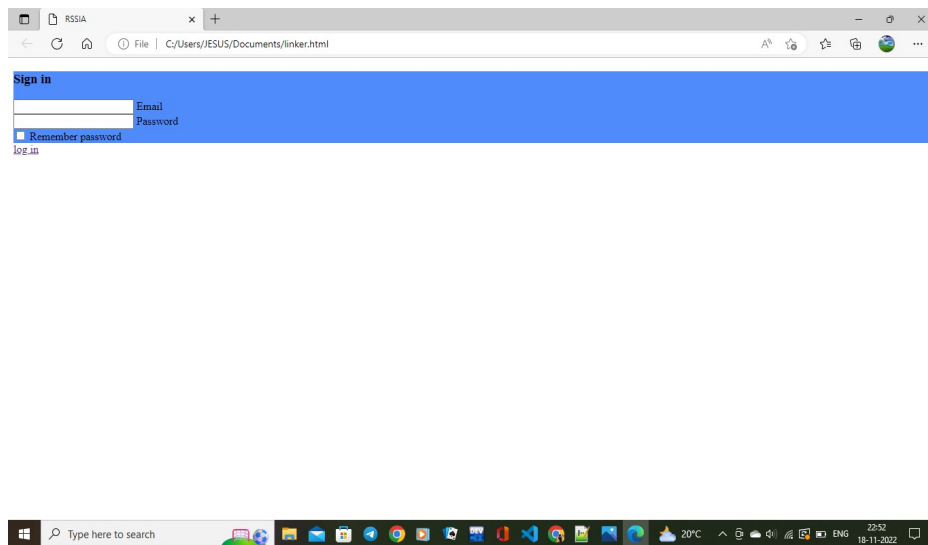 RSSIA
File | C:/Users/JESUS/Documents/linker.html
Sign in
Email
Password
Remember password
log in
Type here to search
20°C
ENG
22:52
18-11-2022